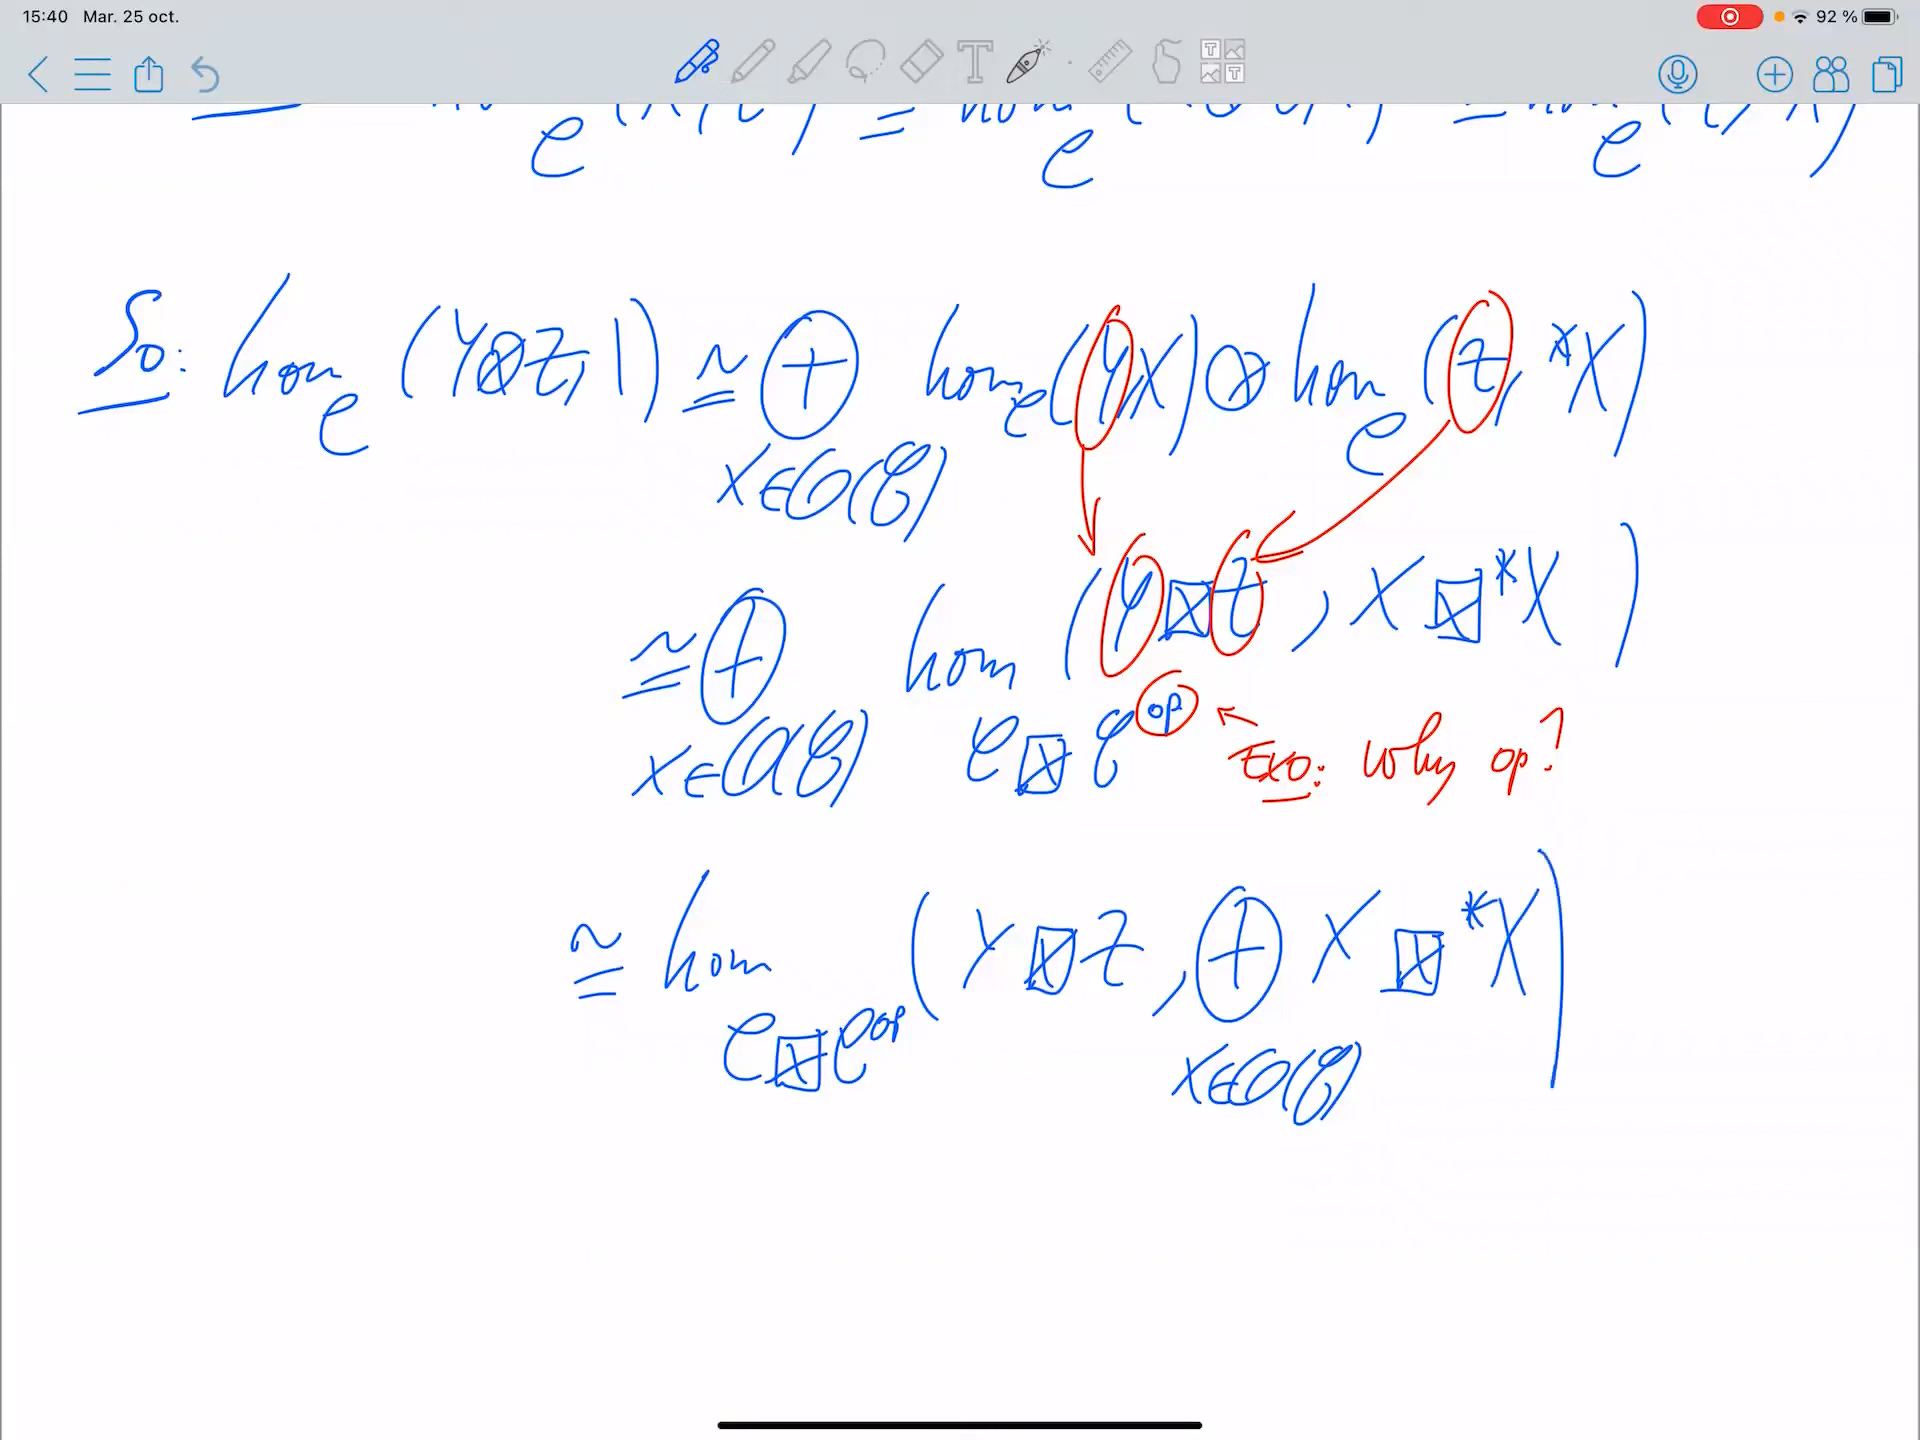 15:40 Mar. 25 oct. 92 %
So: hom_C (Y⊗Z, 1) ≅ ⊕_{X∈O(C)} hom_C(Y,X) ⊗ hom_C (Z, *X)
≅ ⊕_{X∈O(C)} hom_{C⊠C^op} (Y⊠Z, X⊠*X)
Exo: Why op?
≅ hom_{C⊠C^op} (Y⊠Z, ⊕_{X∈O(C)} X⊠*X)